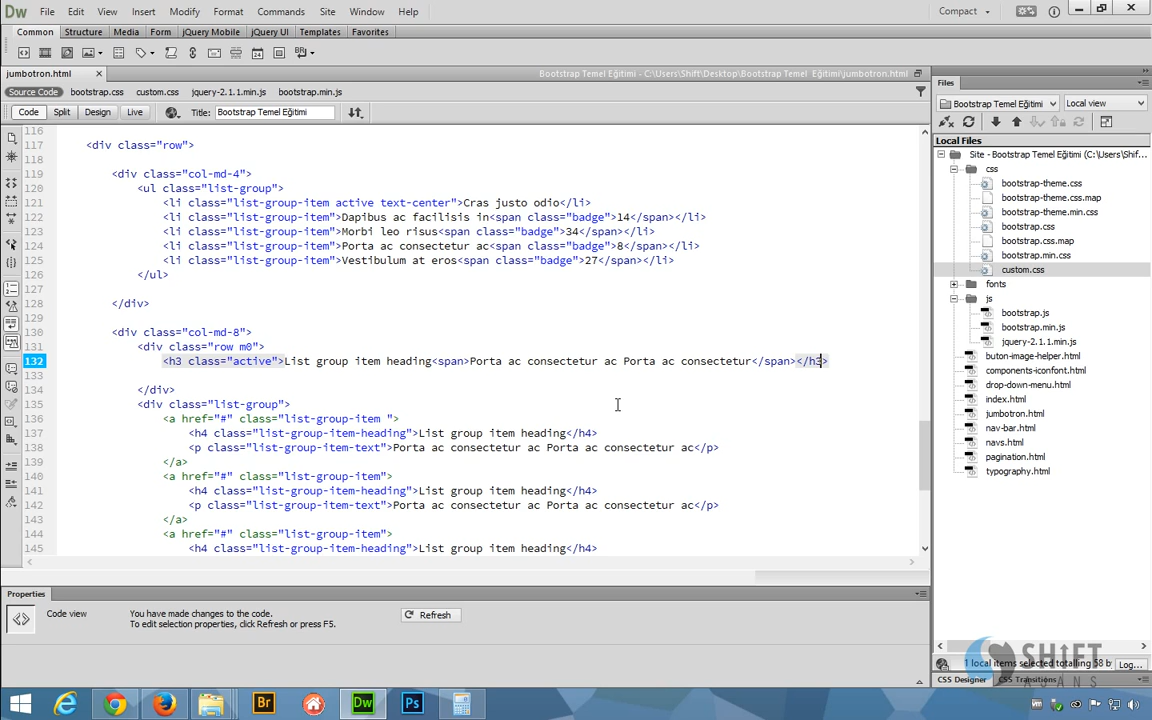 Dw File Edit View Insert Modify Format Commands Site Window Help Compact
Common Structure Media Form jQuery Mobile jQuery UI Templates Favorites
jumbotron.html
Bootstrap Temel Eğitimi - C:\Users\Shift\Desktop\Bootstrap Temel Eğitimi\jumbotron.html
Source Code bootstrap.css custom.css jquery-2.1.1.min.js bootstrap.min.js
Code Split Design Live Title: Bootstrap Temel Eğitimi
116
117 <div class="row">
118
119 <div class="col-md-4">
120 <ul class="list-group">
121 <li class="list-group-item active text-center">Cras justo odio</li>
122 <li class="list-group-item">Dapibus ac facilisis in<span class="badge">14</span></li>
123 <li class="list-group-item">Morbi leo risus<span class="badge">34</span></li>
124 <li class="list-group-item">Porta ac consectetur ac<span class="badge">8</span></li>
125 <li class="list-group-item">Vestibulum at eros<span class="badge">27</span></li>
126 </ul>
127
128 </div>
129
130 <div class="col-md-8">
131 <div class="row m0">
132 <h3 class="active">List group item heading<span>Porta ac consectetur ac Porta ac consectetur</span></h3>
133
134 </div>
135 <div class="list-group">
136 <a href="#" class="list-group-item ">
137 <h4 class="list-group-item-heading">List group item heading</h4>
138 <p class="list-group-item-text">Porta ac consectetur ac Porta ac consectetur ac</p>
139 </a>
140 <a href="#" class="list-group-item">
141 <h4 class="list-group-item-heading">List group item heading</h4>
142 <p class="list-group-item-text">Porta ac consectetur ac Porta ac consectetur ac</p>
143 </a>
144 <a href="#" class="list-group-item">
145 <h4 class="list-group-item-heading">List group item heading</h4>
Properties
Code view You have made changes to the code.
To edit selection properties, click Refresh or press F5.
Refresh
Files
Bootstrap Temel Eğitimi Local view
Local Files
Site - Bootstrap Temel Eğitimi (C:\Users\Shif...
css
bootstrap-theme.css
bootstrap-theme.css.map
bootstrap-theme.min.css
bootstrap.css
bootstrap.css.map
bootstrap.min.css
custom.css
fonts
js
bootstrap.js
bootstrap.min.js
jquery-2.1.1.min.js
buton-image-helper.html
components-iconfont.html
drop-down-menu.html
index.html
jumbotron.html
nav-bar.html
navs.html
pagination.html
typography.html
SHIFT
AJANS
1 local items selected totalling 58 b Log...
CSS Designer CSS Transitions
Br Dw Ps